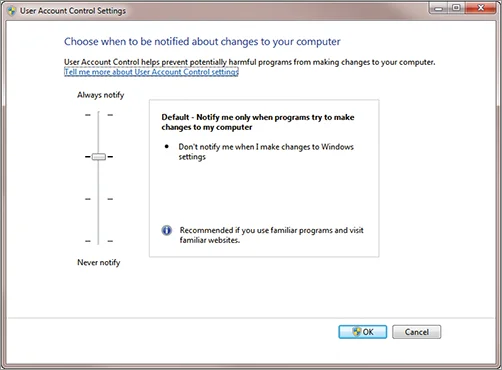 User Account Control Settings
Choose when to be notified about changes to your computer
User Account Control helps prevent potentially harmful programs from making changes to your computer.
Tell me more about User Account Control settings
Always notify
Default - Notify me only when programs try to make
changes to my computer
• Don't notify me when I make changes to Windows
settings
Recommended if you use familiar programs and visit
familiar websites.
Never notify
OK
Cancel